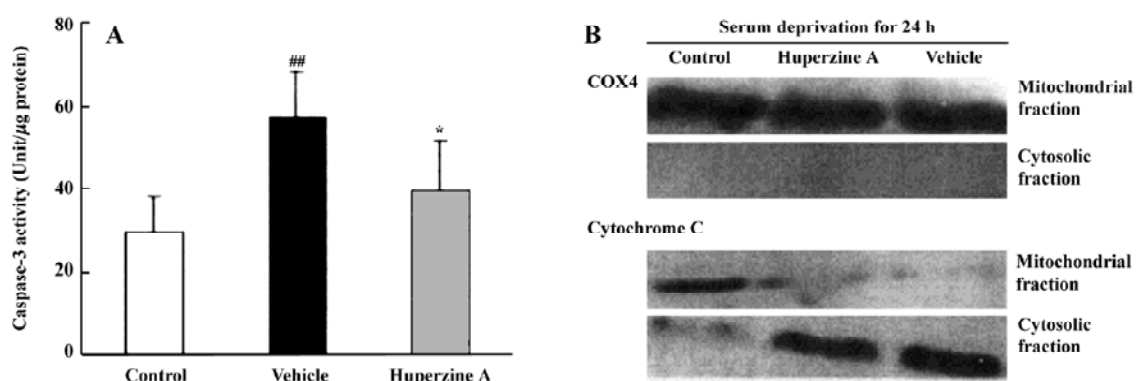 A
Caspase-3 activity (Unit/μg protein)
80
60
40
20
0
##
*
Control Vehicle Huperzine A
B
Serum deprivation for 24 h
Control Huperzine A Vehicle
COX4
Mitochondrial
fraction
Cytosolic
fraction
Cytochrome C
Mitochondrial
fraction
Cytosolic
fraction